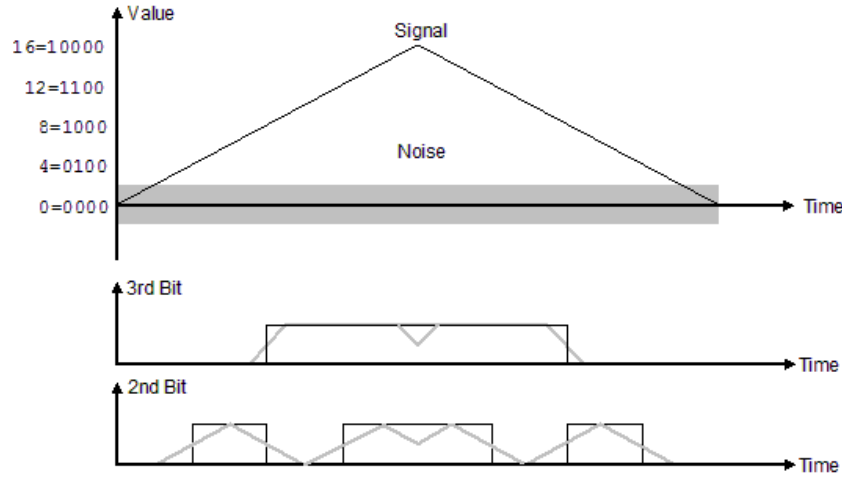 Value
Signal
16=10000
12=1100
8=1000
Noise
4=0100
0=0000
Time
3rd Bit
Time
2nd Bit
Time